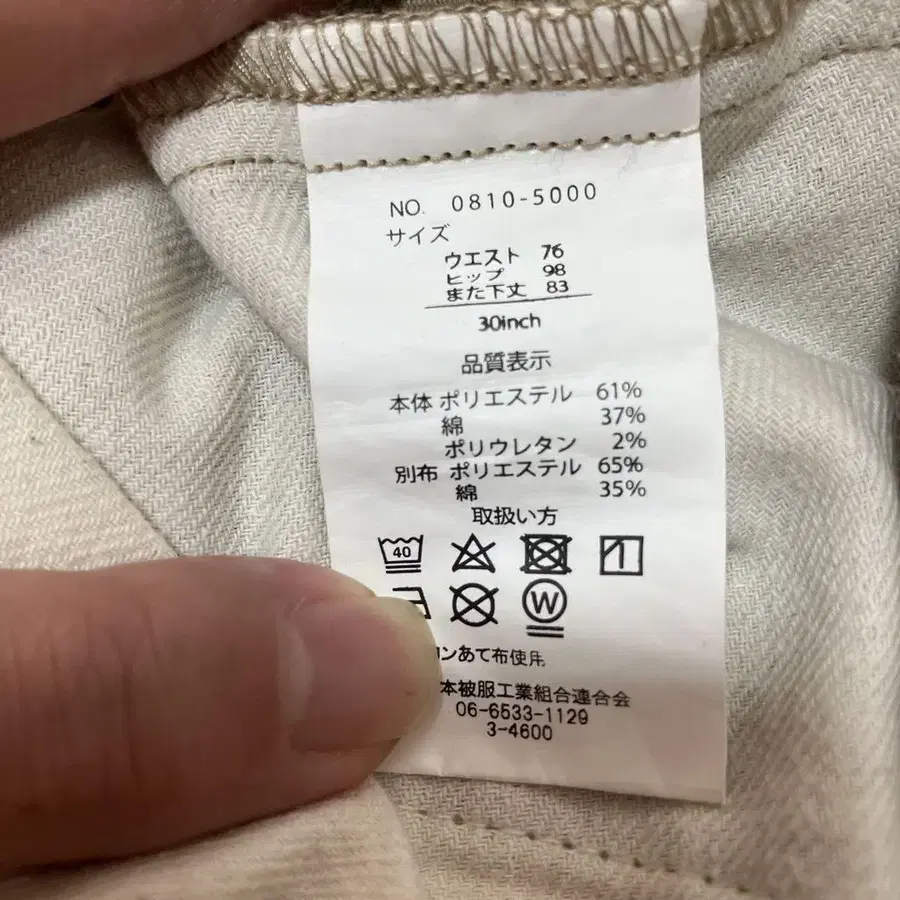 NO. 0810-5000
サイズ
ウエスト 76
ヒップ 98
また下丈 83
30inch
品質表示
本体 ポリエステル 61%
綿 37%
ポリウレタン 2%
別布 ポリエステル 65%
綿 35%
取扱い方
40
W
ンあて布使用
本被服工業組合連合会
06-6533-1129
3-4600